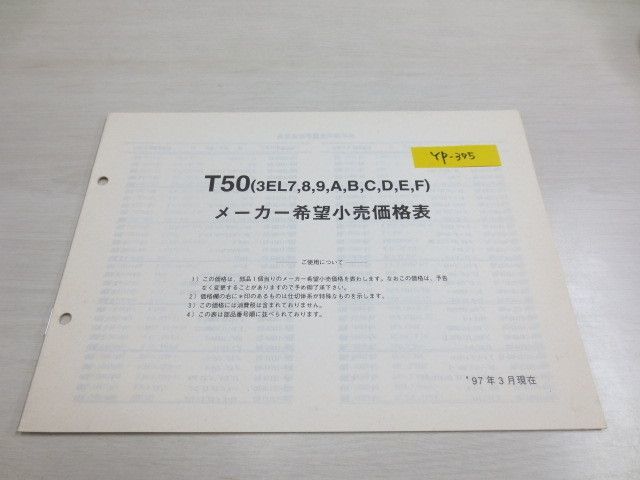 YP-395
T50(3EL7,8,9,A,B,C,D,E,F)
メーカー希望小売価格表
ご使用について
1) この価格は、部品1個当りのメーカー希望小売価格を表わします。なおこの価格は、予告
なく変更することがありますので予め御了承下さい。
2) 価格欄の右に＊印のあるものは仕切体系が特殊なものを示します。
3) この価格には消費税は含まれておりません。
4) この表は部品番号順に並べられております。
'97年3月現在